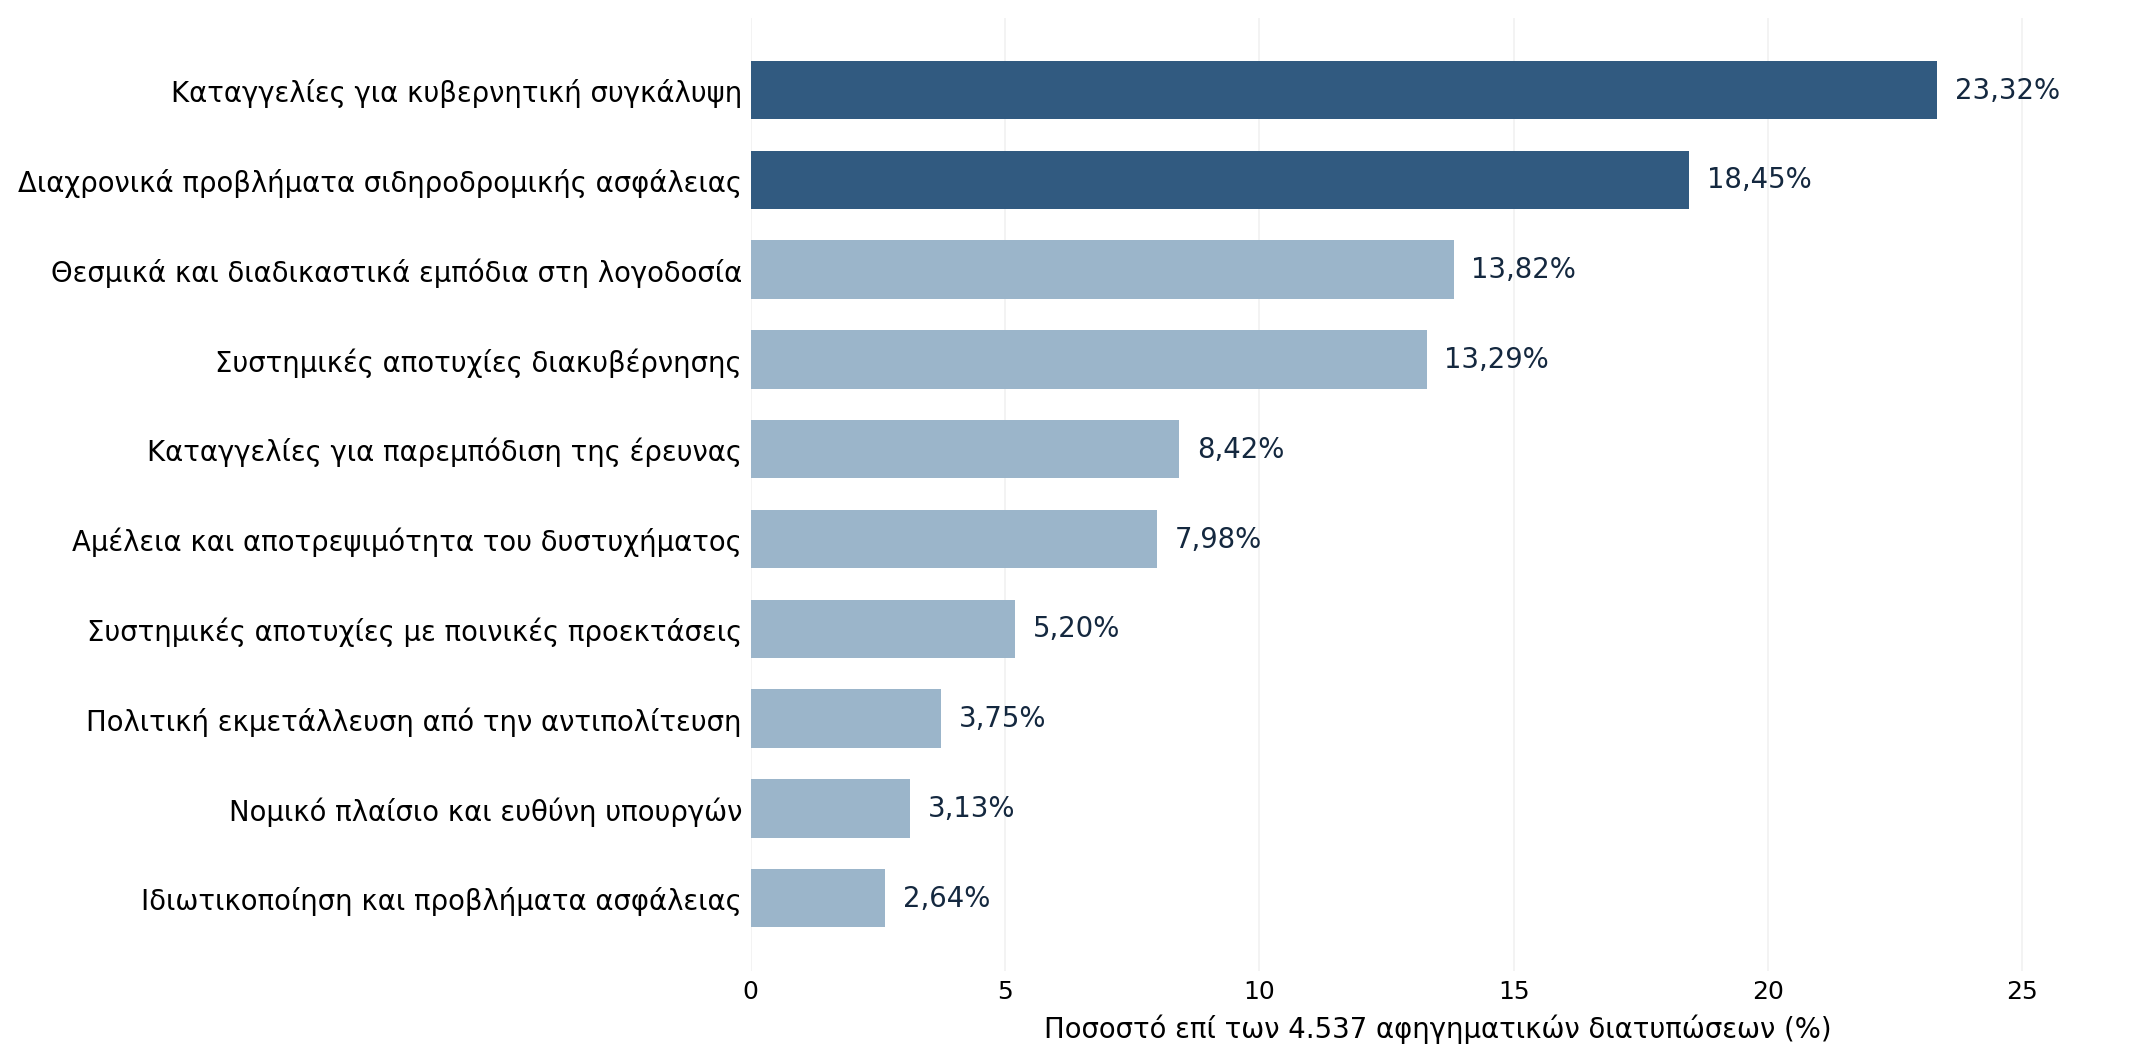 Καταγγελίες για κυβερνητική συγκάλυψη 23,32%
Διαχρονικά προβλήματα σιδηροδρομικής ασφάλειας 18,45%
Θεσμικά και διαδικαστικά εμπόδια στη λογοδοσία 13,82%
Συστημικές αποτυχίες διακυβέρνησης 13,29%
Καταγγελίες για παρεμπόδιση της έρευνας 8,42%
Αμέλεια και αποτρεψιμότητα του δυστυχήματος 7,98%
Συστημικές αποτυχίες με ποινικές προεκτάσεις 5,20%
Πολιτική εκμετάλλευση από την αντιπολίτευση 3,75%
Νομικό πλαίσιο και ευθύνη υπουργών 3,13%
Ιδιωτικοποίηση και προβλήματα ασφάλειας 2,64%
0 5 10 15 20 25
Ποσοστό επί των 4.537 αφηγηματικών διατυπώσεων (%)